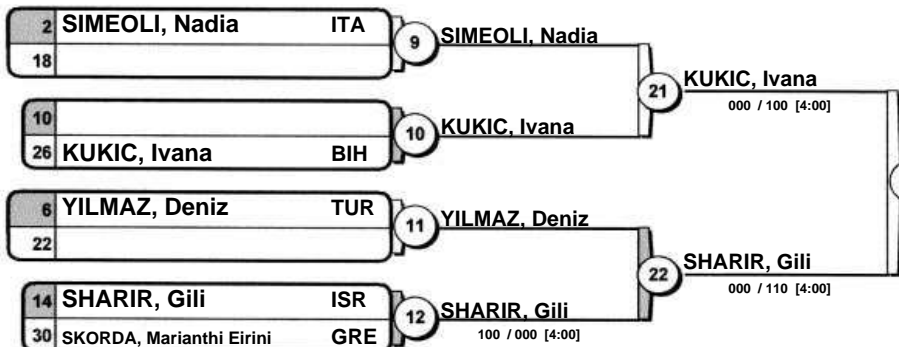 2 SIMEOLI, Nadia ITA
18
9 SIMEOLI, Nadia
10
26 KUKIC, Ivana BIH
10 KUKIC, Ivana
21 KUKIC, Ivana
000 / 100 [4:00]
6 YILMAZ, Deniz TUR
22
11 YILMAZ, Deniz
14 SHARIR, Gili ISR
30 SKORDA, Marianthi Eirini GRE
12 SHARIR, Gili
100 / 000 [4:00]
22 SHARIR, Gili
000 / 110 [4:00]